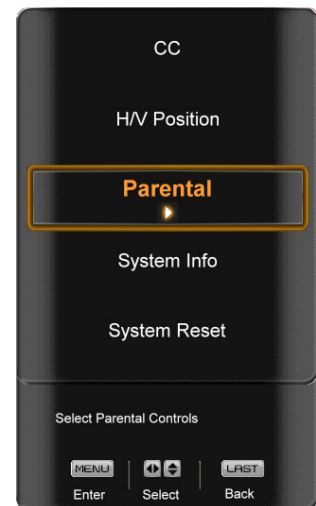 CC
H/V Position
Parental
System Info
System Reset
Select Parental Controls
MENU LAST
Enter Select Back